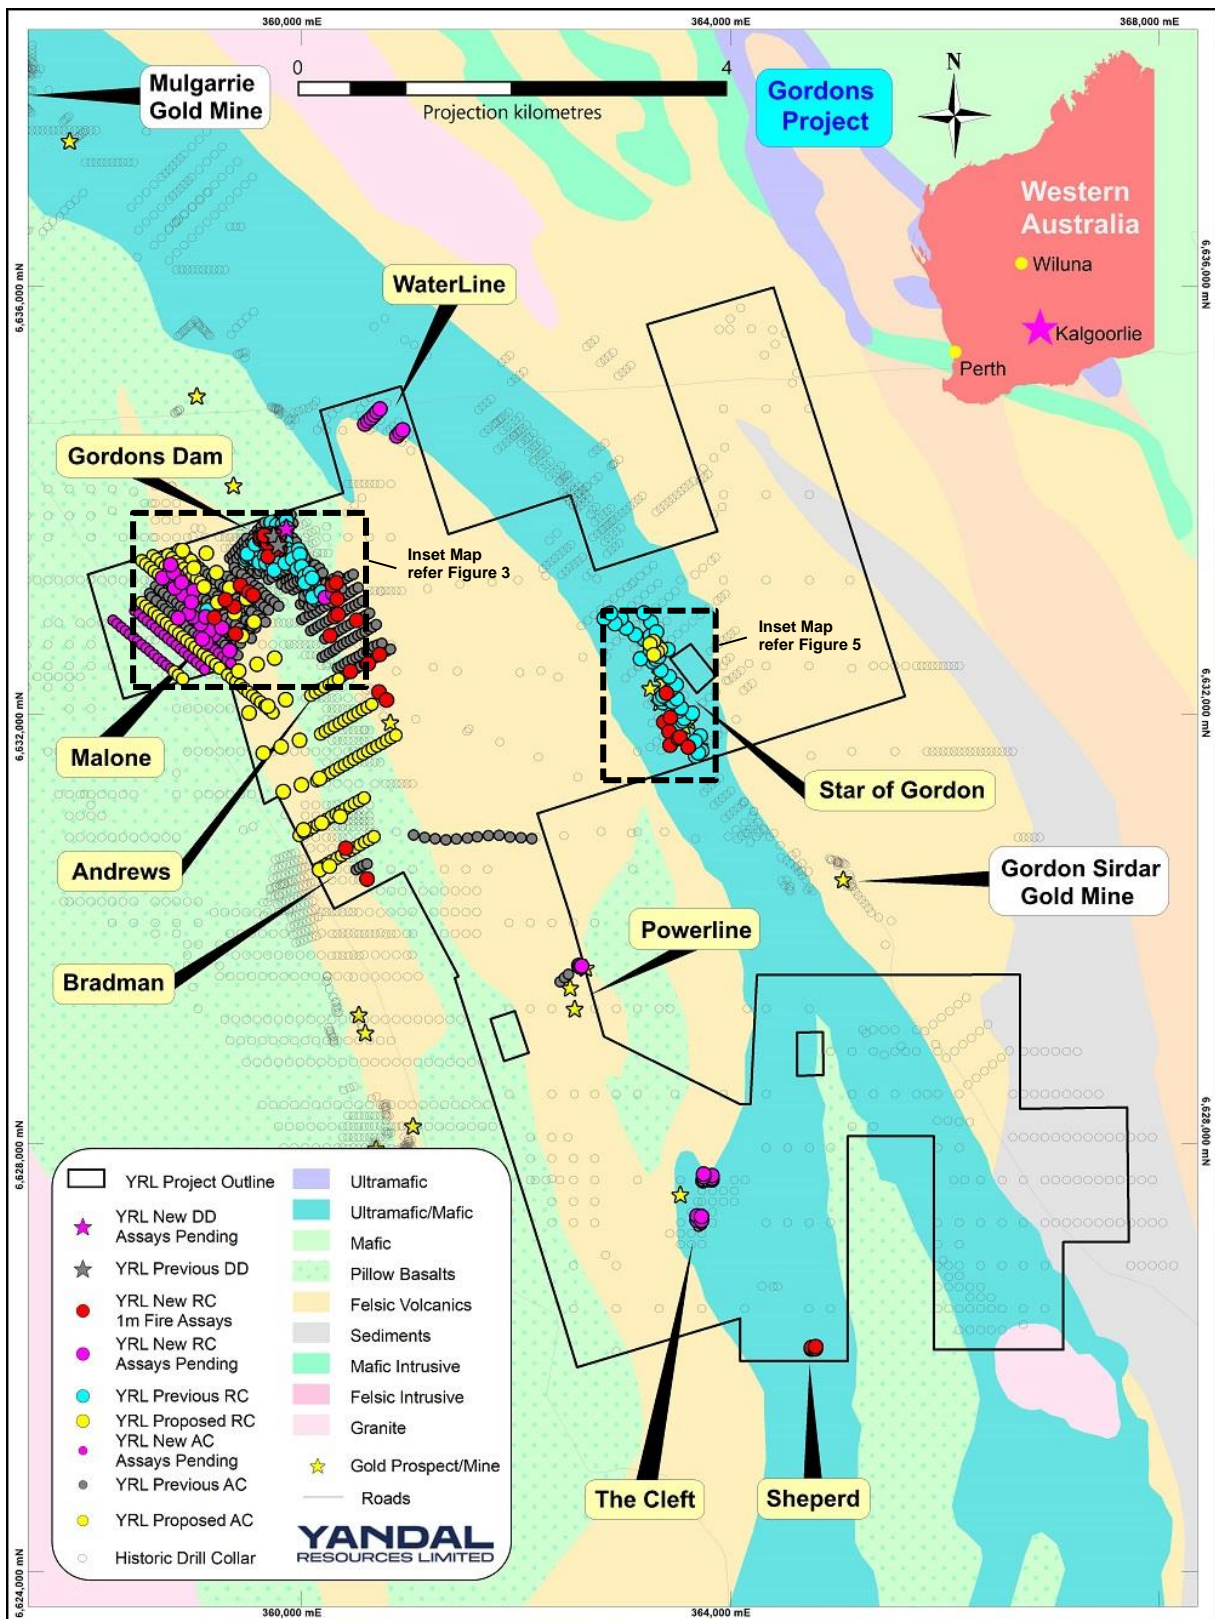 360,000 mE
364,000 mE
368,000 mE
Mulgarrie
Gold Mine
0
4
Projection kilometres
Gordons
Project
N
Western
Australia
Wiluna
Kalgoorlie
Perth
6,636,000 mN
6,636,000 mN
WaterLine
Gordons Dam
Inset Map
refer Figure 3
Inset Map
refer Figure 5
6,632,000 mN
6,632,000 mN
Malone
Star of Gordon
Andrews
Gordon Sirdar
Gold Mine
Powerline
Bradman
6,628,000 mN
6,628,000 mN
YRL Project Outline
YRL New DD
Assays Pending
YRL Previous DD
YRL New RC
1m Fire Assays
YRL New RC
Assays Pending
YRL Previous RC
YRL Proposed RC
YRL New AC
Assays Pending
YRL Previous AC
YRL Proposed AC
Historic Drill Collar
Ultramafic
Ultramafic/Mafic
Mafic
Pillow Basalts
Felsic Volcanics
Sediments
Mafic Intrusive
Felsic Intrusive
Granite
Gold Prospect/Mine
Roads
YANDAL
RESOURCES LIMITED
The Cleft
Sheperd
6,624,000 mN
360,000 mE
364,000 mE